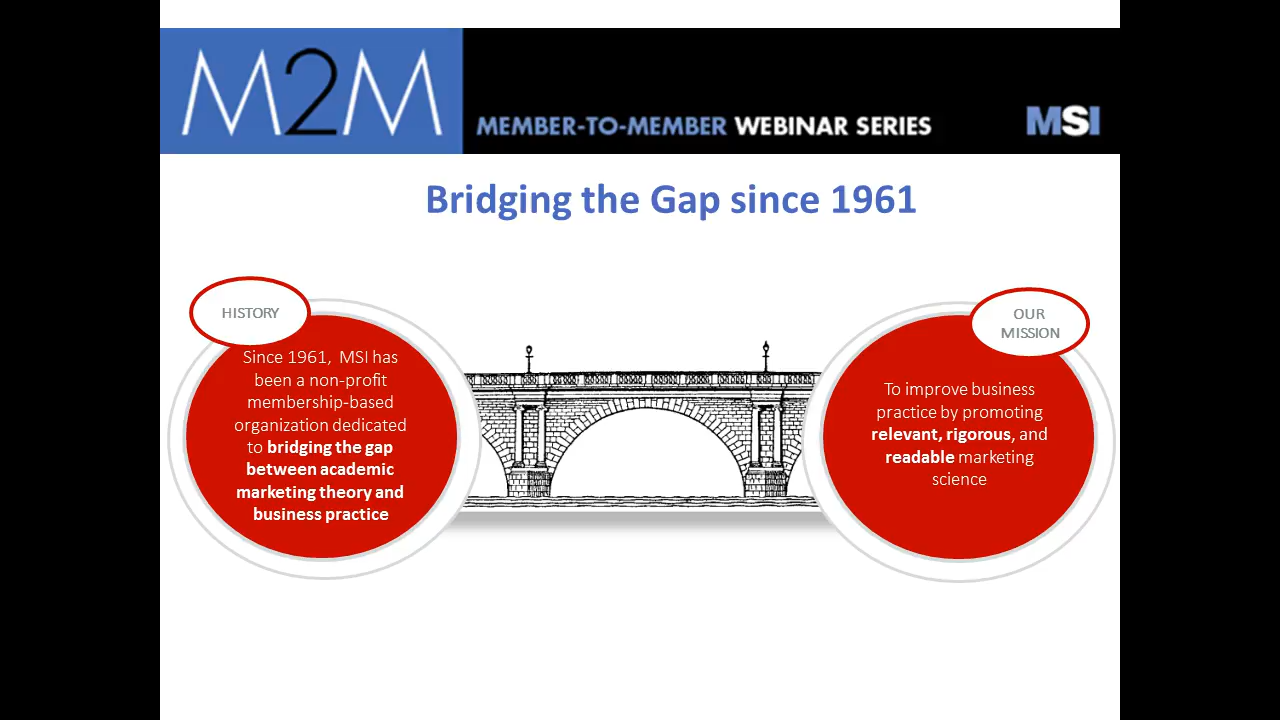 M2M
MEMBER-TO-MEMBER WEBINAR SERIES
MSI
Bridging the Gap since 1961
HISTORY
Since 1961, MSI has
been a non-profit
membership-based
organization dedicated
to bridging the gap
between academic
marketing theory and
business practice
OUR
MISSION
To improve business
practice by promoting
relevant, rigorous, and
readable marketing
science